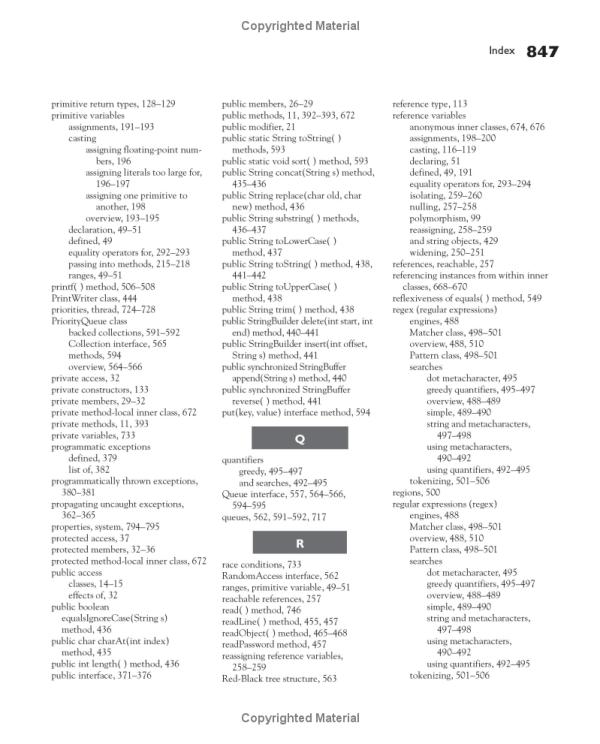 Copyrighted Material
Index 847
primitive return types, 128–129
primitive variables
assignments, 191–193
casting
assigning floating-point num-
bers, 196
assigning literals too large for,
196–197
assigning one primitive to
another, 198
overview, 193–195
declaration, 49–51
defined, 49
equality operators for, 292–293
passing into methods, 215–218
ranges, 49–51
printf( ) method, 506–508
PrintWriter class, 444
priorities, thread, 724–728
PriorityQueue class
backed collections, 591–592
Collection interface, 565
methods, 594
overview, 564–566
private access, 32
private constructors, 133
private members, 29–32
private method-local inner class, 672
private methods, 11, 393
private variables, 733
programmatic exceptions
defined, 379
list of, 382
programmatically thrown exceptions,
380–381
propagating uncaught exceptions,
362–365
properties, system, 794–795
protected access, 37
protected members, 32–36
protected method-local inner class, 672
public access
classes, 14–15
effects of, 32
public boolean
equalsIgnoreCase(String s)
method, 436
public char charAt(int index)
method, 435
public int length( ) method, 436
public interface, 371–376
public members, 26–29
public methods, 11, 392–393, 672
public modifier, 21
public static String toString( )
methods, 593
public static void sort( ) method, 593
public String concat(String s) method,
435–436
public String replace(char old, char
new) method, 436
public String substring( ) methods,
436–437
public String toLowerCase( )
method, 437
public String toString( ) method, 438,
441–442
public String toUpperCase( )
method, 438
public String trim( ) method, 438
public StringBuilder delete(int start, int
end) method, 440–441
public StringBuilder insert(int offset,
String s) method, 441
public synchronized StringBuffer
append(String s) method, 440
public synchronized StringBuffer
reverse( ) method, 441
put(key, value) interface method, 594
Q
quantifiers
greedy, 495–497
and searches, 492–495
Queue interface, 557, 564–566,
594–595
queues, 562, 591–592, 717
R
race conditions, 733
RandomAccess interface, 562
ranges, primitive variable, 49–51
reachable references, 257
read( ) method, 746
readLine( ) method, 455, 457
readObject( ) method, 465–468
readPassword method, 457
reassigning reference variables,
258–259
Red-Black tree structure, 563
reference type, 113
reference variables
anonymous inner classes, 674, 676
assignments, 198–200
casting, 116–119
declaring, 51
defined, 49, 191
equality operators for, 293–294
isolating, 259–260
nulling, 257–258
polymorphism, 99
reassigning, 258–259
and string objects, 429
widening, 250–251
references, reachable, 257
referencing instances from within inner
classes, 668–670
reflexiveness of equals( ) method, 549
regex (regular expressions)
engines, 488
Matcher class, 498–501
overview, 488, 510
Pattern class, 498–501
searches
dot metacharacter, 495
greedy quantifiers, 495–497
overview, 488–489
simple, 489–490
string and metacharacters,
497–498
using metacharacters,
490–492
using quantifiers, 492–495
tokenizing, 501–506
regions, 500
regular expressions (regex)
engines, 488
Matcher class, 498–501
overview, 488, 510
Pattern class, 498–501
searches
dot metacharacter, 495
greedy quantifiers, 495–497
overview, 488–489
simple, 489–490
string and metacharacters,
497–498
using metacharacters,
490–492
using quantifiers, 492–495
tokenizing, 501–506
Copyrighted Material